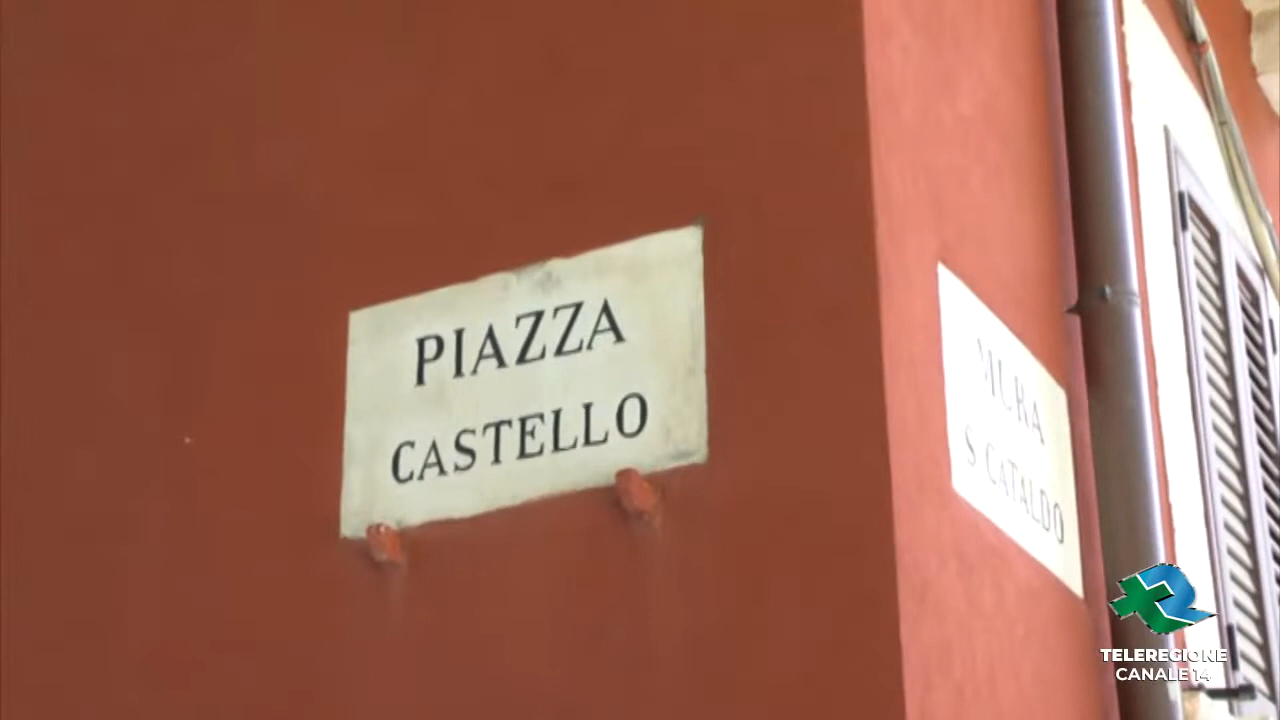 PIAZZA
CASTELLO
MURA
S CATALDO
TELEREGIONE
CANALE 14